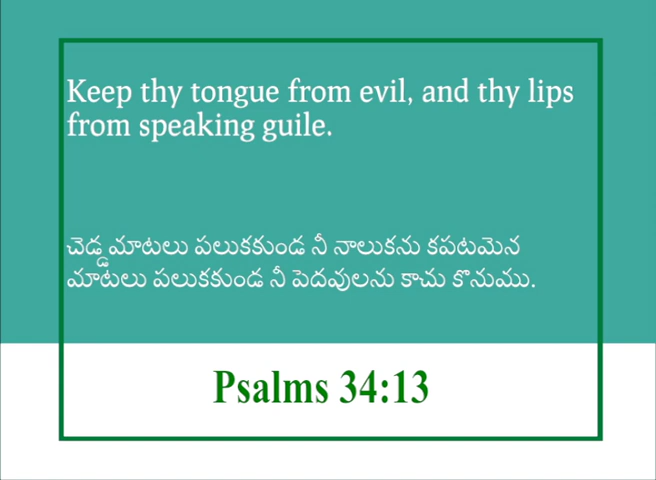 Keep thy tongue from evil, and thy lips
from speaking guile.
చెడ్డ మాటలు పలుకకుండ నీ నాలుకను కపటమెన
మాటలు పలుకకుండ నీ పెదవులను కాచు కొనుము.
Psalms 34:13